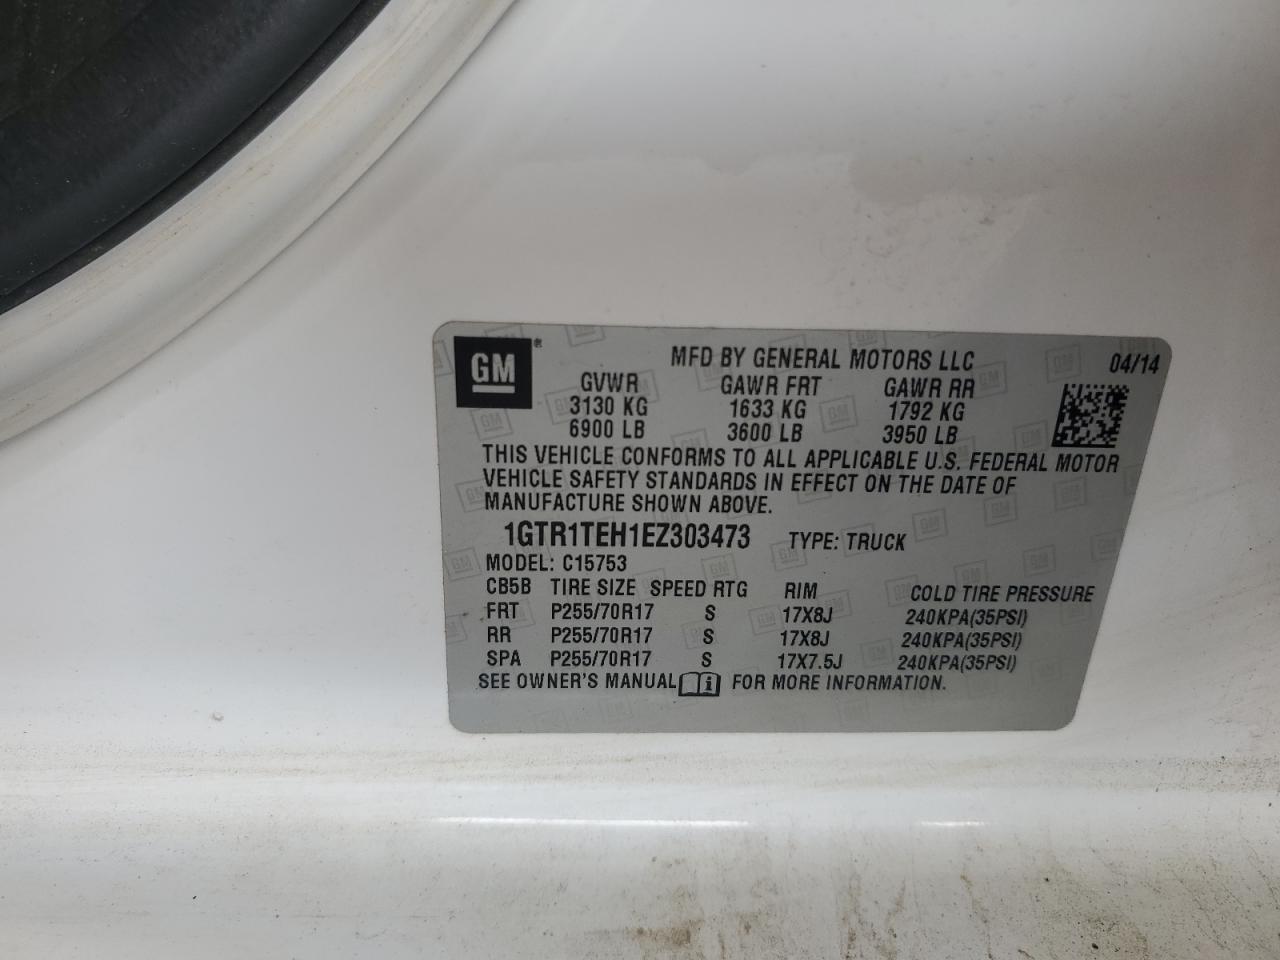 GM ®
MFD BY GENERAL MOTORS LLC 04/14
GVWR GAWR FRT GAWR RR
3130 KG 1633 KG 1792 KG
6900 LB 3600 LB 3950 LB
THIS VEHICLE CONFORMS TO ALL APPLICABLE U.S. FEDERAL MOTOR
VEHICLE SAFETY STANDARDS IN EFFECT ON THE DATE OF
MANUFACTURE SHOWN ABOVE.
1GTR1TEH1EZ303473 TYPE: TRUCK
MODEL: C15753
CB5B TIRE SIZE SPEED RTG RIM COLD TIRE PRESSURE
FRT P255/70R17 S 17X8J 240KPA(35PSI)
RR P255/70R17 S 17X8J 240KPA(35PSI)
SPA P255/70R17 S 17X7.5J 240KPA(35PSI)
SEE OWNER'S MANUAL FOR MORE INFORMATION.